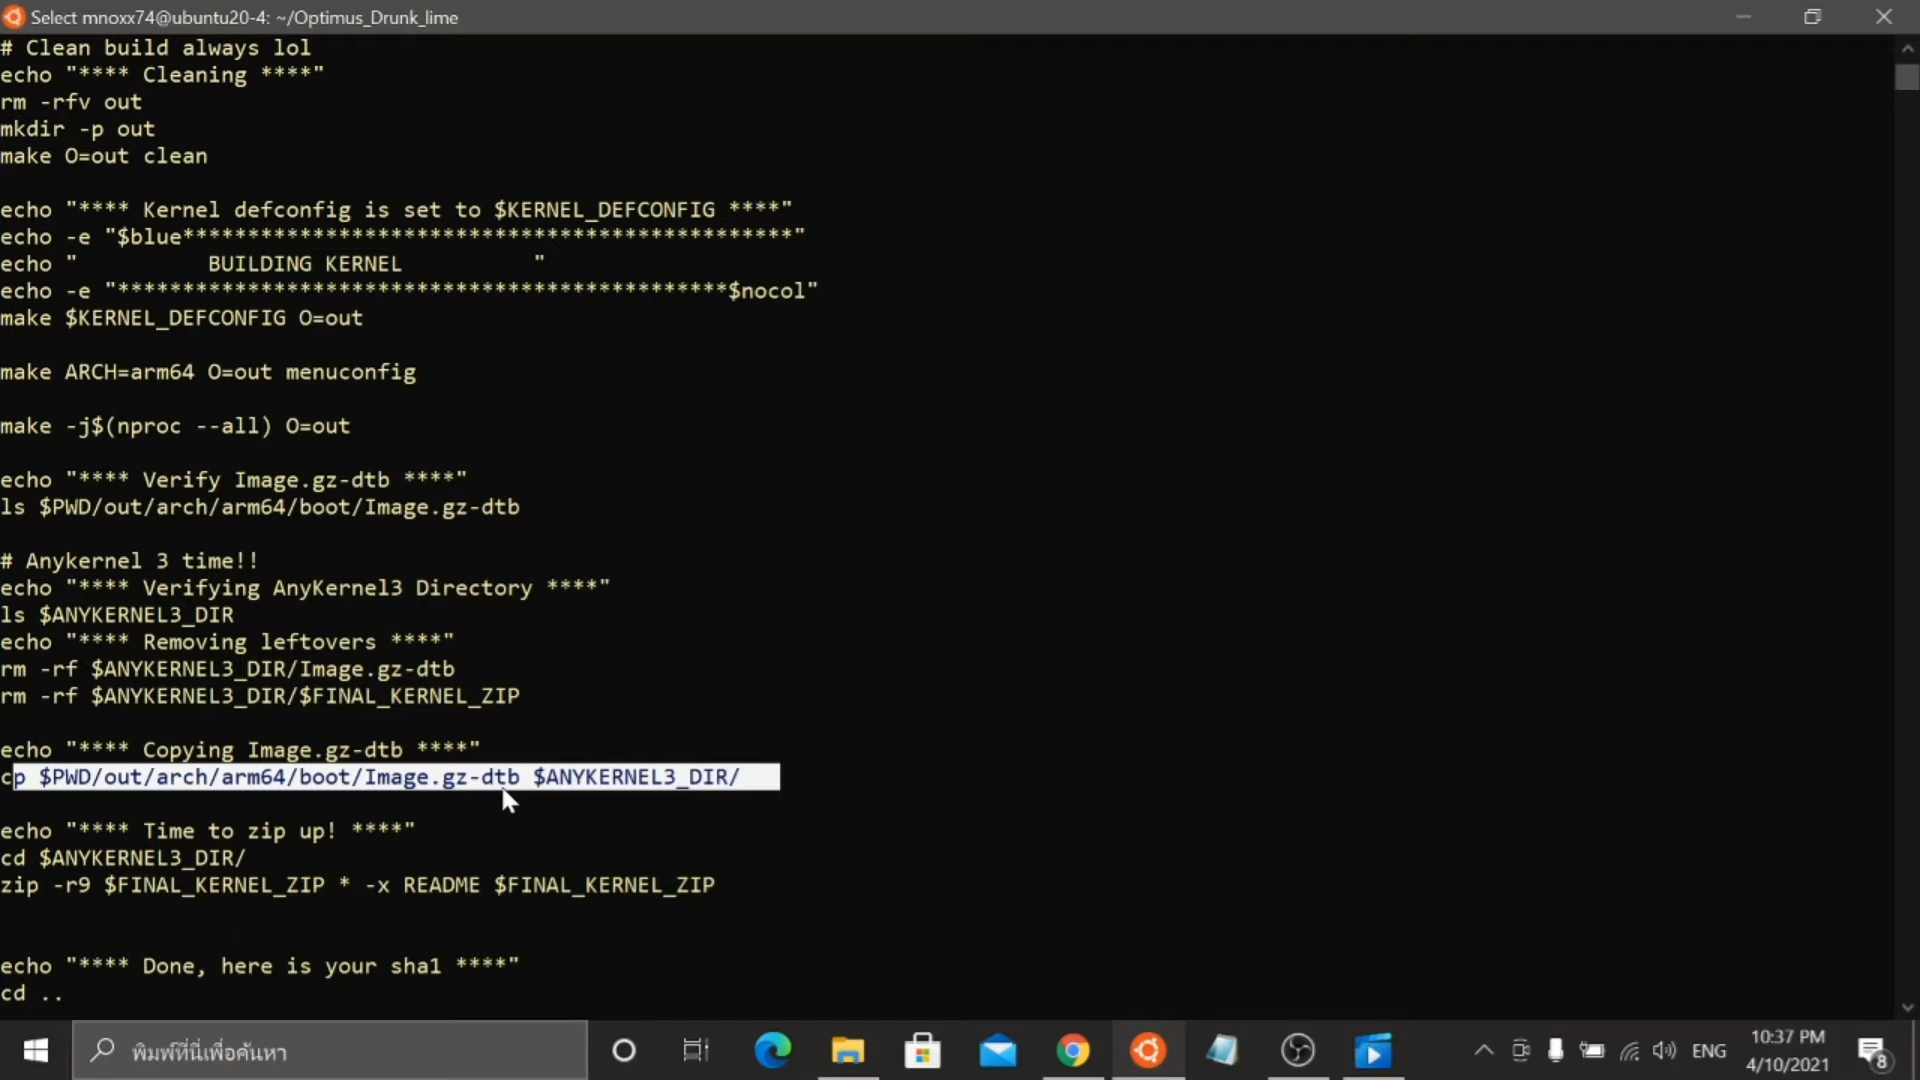 Select mnoxx74@ubuntu20-4: ~/Optimus_Drunk_lime
# Clean build always lol
echo "**** Cleaning ****"
rm -rfv out
mkdir -p out
make O=out clean
echo "**** Kernel defconfig is set to $KERNEL_DEFCONFIG ****"
echo -e "$blue***********************************************"
echo "          BUILDING KERNEL          "
echo -e "***********************************************$nocol"
make $KERNEL_DEFCONFIG O=out
make ARCH=arm64 O=out menuconfig
make -j$(nproc --all) O=out
echo "**** Verify Image.gz-dtb ****"
ls $PWD/out/arch/arm64/boot/Image.gz-dtb
# Anykernel 3 time!!
echo "**** Verifying AnyKernel3 Directory ****"
ls $ANYKERNEL3_DIR
echo "**** Removing leftovers ****"
rm -rf $ANYKERNEL3_DIR/Image.gz-dtb
rm -rf $ANYKERNEL3_DIR/$FINAL_KERNEL_ZIP
echo "**** Copying Image.gz-dtb ****"
cp $PWD/out/arch/arm64/boot/Image.gz-dtb $ANYKERNEL3_DIR/
echo "**** Time to zip up! ****"
cd $ANYKERNEL3_DIR/
zip -r9 $FINAL_KERNEL_ZIP * -x README $FINAL_KERNEL_ZIP
echo "**** Done, here is your sha1 ****"
cd ..
พิมพ์ที่นี่เพื่อค้นหา
ENG
10:37 PM
4/10/2021
8